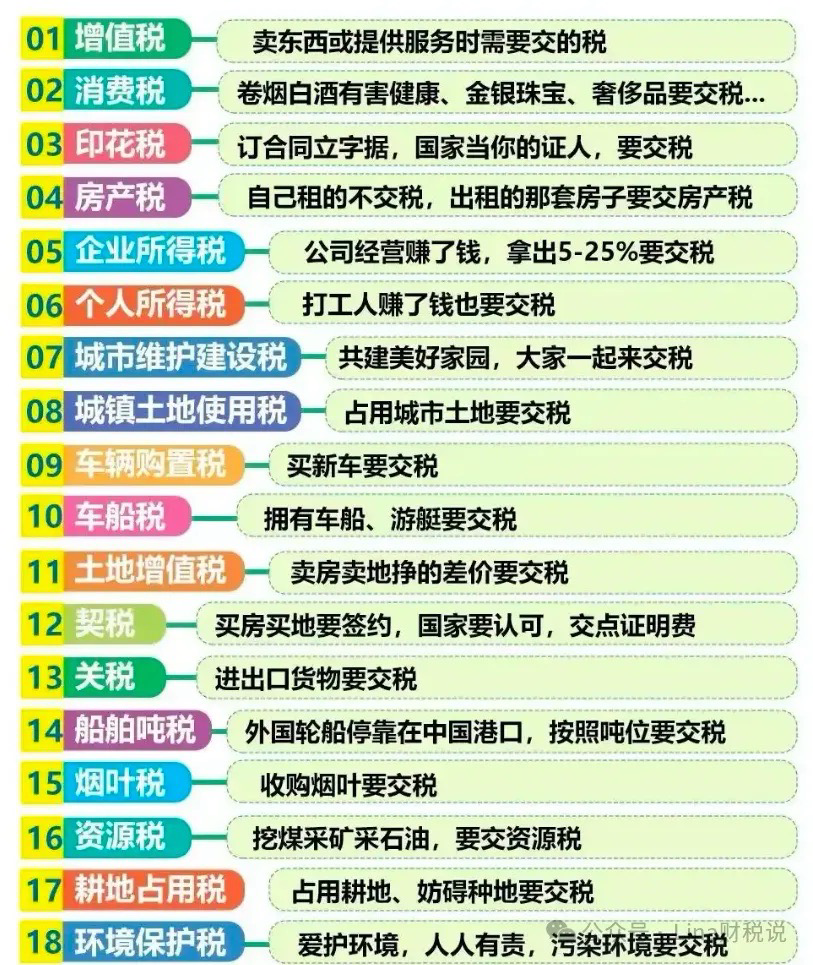 01 增值税 卖东西或提供服务时需要交的税
02 消费税 卷烟白酒有害健康、金银珠宝、奢侈品要交税...
03 印花税 订合同立字据，国家当你的证人，要交税
04 房产税 自己租的不交税，出租的那套房子要交房产税
05 企业所得税 公司经营赚了钱，拿出5-25%要交税
06 个人所得税 打工人赚了钱也要交税
07 城市维护建设税 共建美好家园，大家一起来交税
08 城镇土地使用税 占用城市土地要交税
09 车辆购置税 买新车要交税
10 车船税 拥有车船、游艇要交税
11 土地增值税 卖房卖地挣的差价要交税
12 契税 买房买地要签约，国家要认可，交点证明费
13 关税 进出口货物要交税
14 船舶吨税 外国轮船停靠在中国港口，按照吨位要交税
15 烟叶税 收购烟叶要交税
16 资源税 挖煤采矿采石油，要交资源税
17 耕地占用税 占用耕地、妨碍种地要交税
18 环境保护税 爱护环境，人人有责，污染环境要交税
公众号·Lina财税说